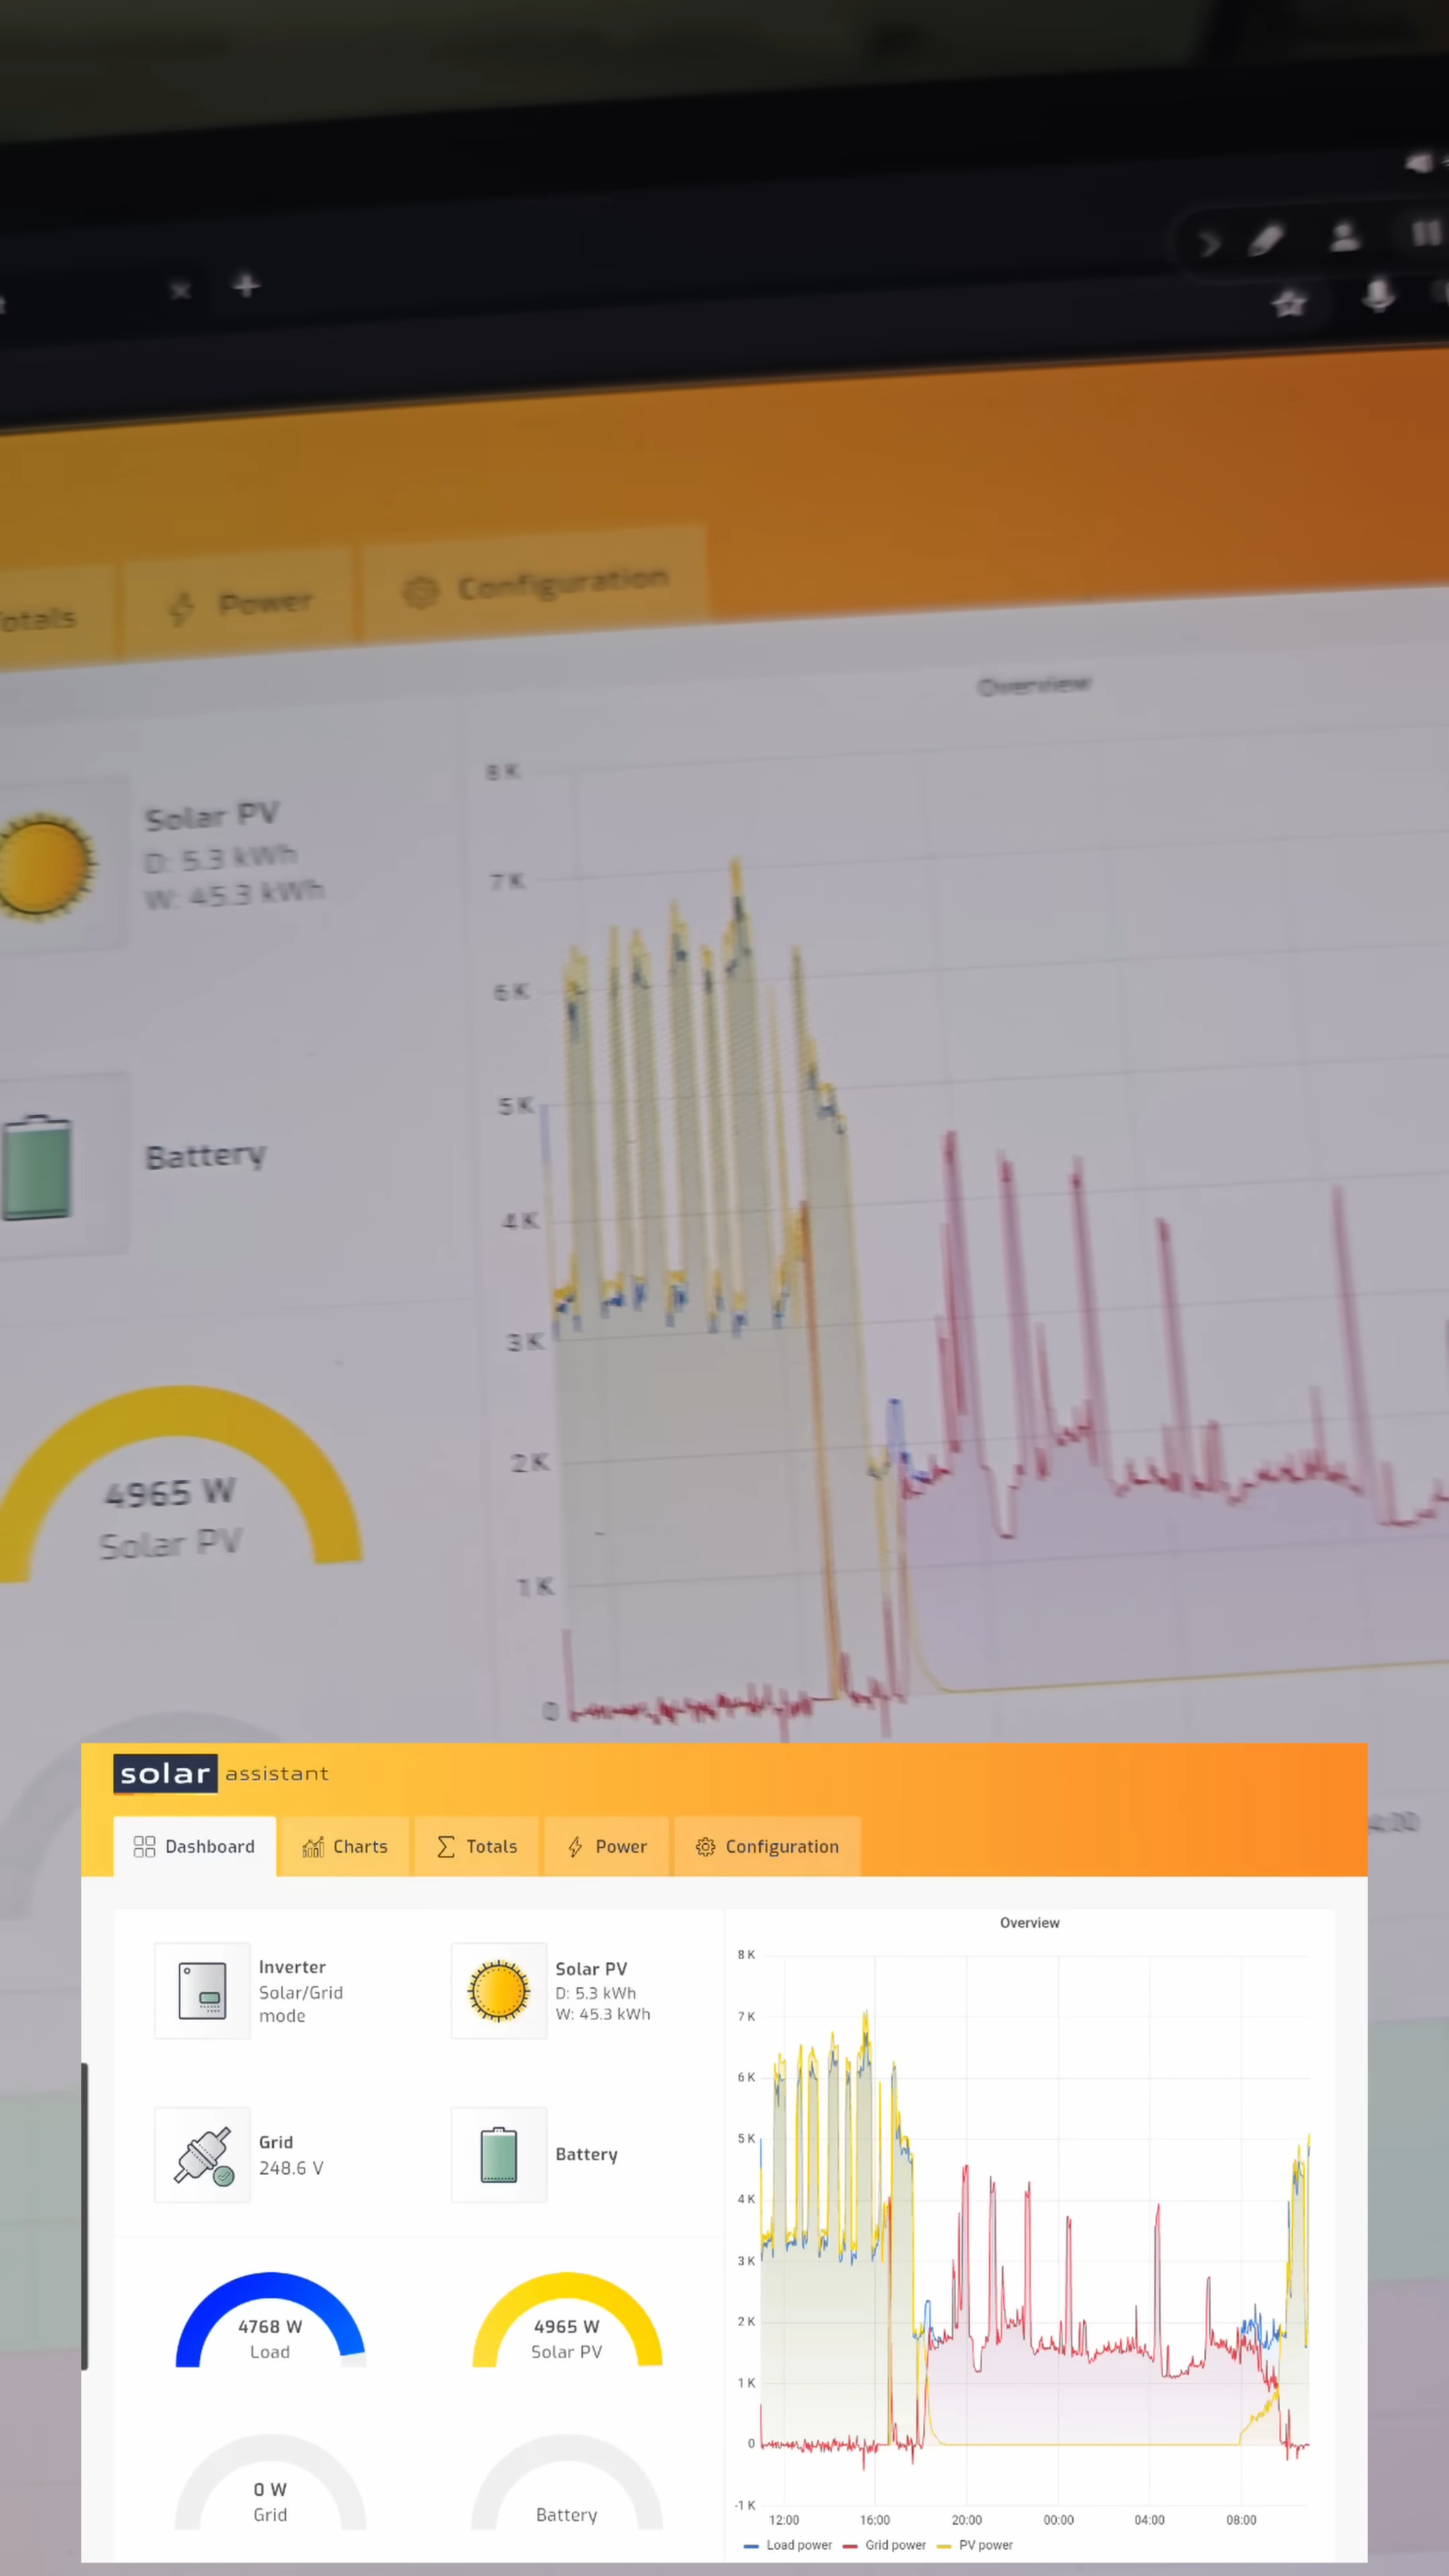 Totals
Power
Configuration
Overview
Solar PV
D: 5.3 kWh
W: 45.3 kWh
Battery
4965 W
Solar PV
8 K
7 K
6 K
5 K
4 K
3 K
2 K
1 K
0
solar assistant
Dashboard
Charts
Totals
Power
Configuration
Inverter
Solar/Grid
mode
Solar PV
D: 5.3 kWh
W: 45.3 kWh
Grid
248.6 V
Battery
4768 W
Load
4965 W
Solar PV
0 W
Grid
Battery
Overview
8 K
7 K
6 K
5 K
4 K
3 K
2 K
1 K
0
-1 K
12:00 16:00 20:00 00:00 04:00 08:00
Load power Grid power PV power